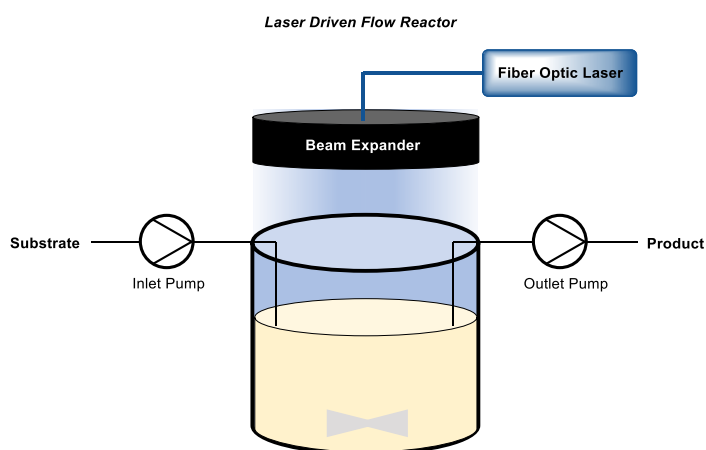 Laser Driven Flow Reactor
Fiber Optic Laser
Beam Expander
Substrate
Product
Inlet Pump
Outlet Pump